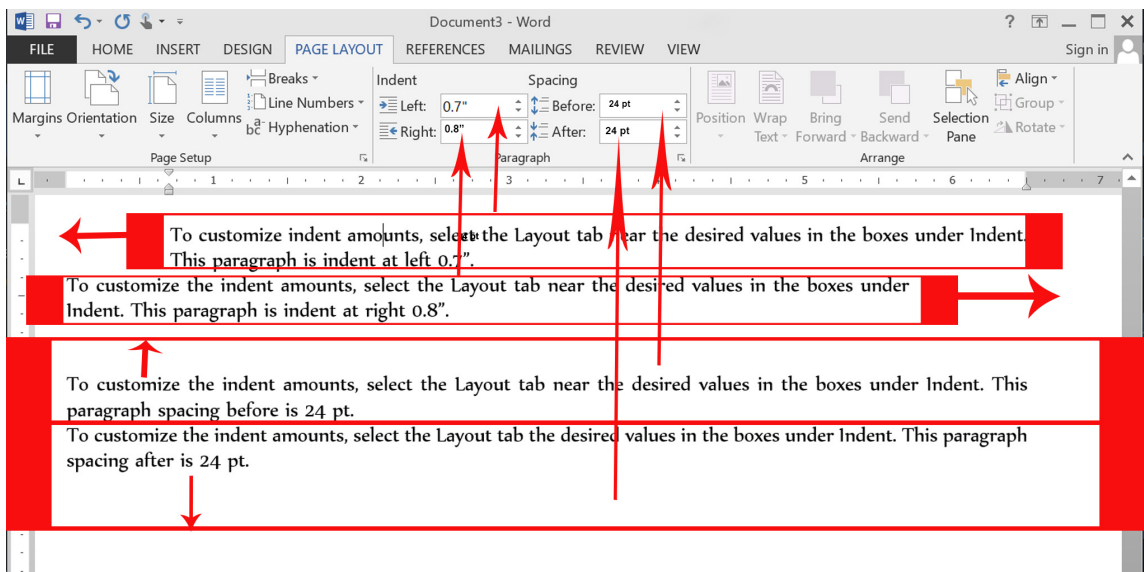 Document3 - Word
?
FILE HOME INSERT DESIGN PAGE LAYOUT REFERENCES MAILINGS REVIEW VIEW Sign in
Margins Orientation Size Columns
Breaks
Line Numbers
Hyphenation
Page Setup
Indent
Left: 0.7"
Right: 0.8"
Spacing
Before: 24 pt
After: 24 pt
Paragraph
Position Wrap Text Bring Forward Send Backward Selection Pane
Align
Group
Rotate
Arrange
L 1 2 3 5 6 7
To customize indent amounts, select the Layout tab near the desired values in the boxes under Indent.
This paragraph is indent at left 0.7”.
To customize the indent amounts, select the Layout tab near the desired values in the boxes under
Indent. This paragraph is indent at right 0.8”.
To customize the indent amounts, select the Layout tab near the desired values in the boxes under Indent. This
paragraph spacing before is 24 pt.
To customize the indent amounts, select the Layout tab the desired values in the boxes under Indent. This paragraph
spacing after is 24 pt.